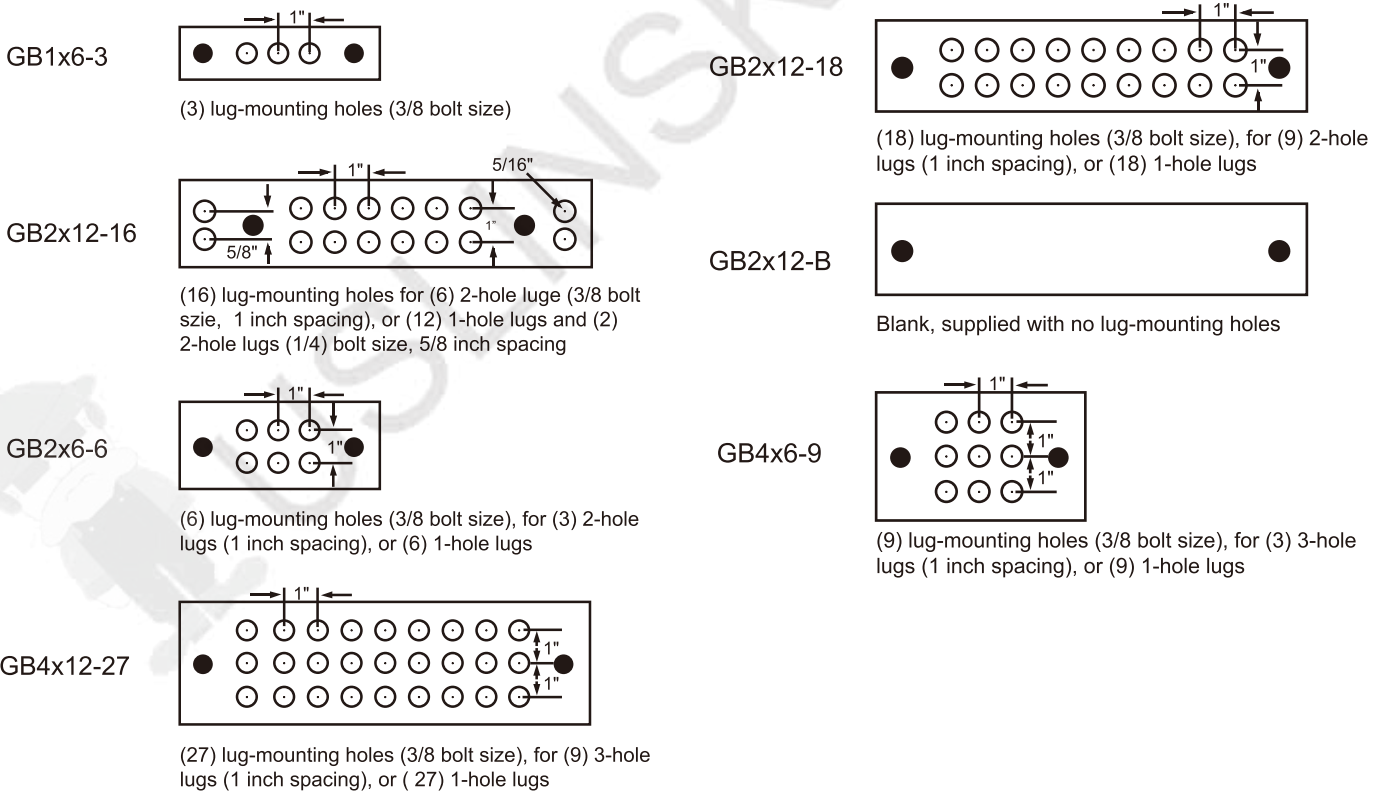 1"
GB1x6-3
(3) lug-mounting holes (3/8 bolt size)
1"
5/16"
GB2x12-16
1"
5/8"
(16) lug-mounting holes for (6) 2-hole luge (3/8 bolt
szie, 1 inch spacing), or (12) 1-hole lugs and (2)
2-hole lugs (1/4) bolt size, 5/8 inch spacing
1"
GB2x6-6
1"
(6) lug-mounting holes (3/8 bolt size), for (3) 2-hole
lugs (1 inch spacing), or (6) 1-hole lugs
1"
1"
GB4x12-27
1"
(27) lug-mounting holes (3/8 bolt size), for (9) 3-hole
lugs (1 inch spacing), or ( 27) 1-hole lugs
1"
GB2x12-18
1"
(18) lug-mounting holes (3/8 bolt size), for (9) 2-hole
lugs (1 inch spacing), or (18) 1-hole lugs
GB2x12-B
Blank, supplied with no lug-mounting holes
1"
1"
GB4x6-9
1"
(9) lug-mounting holes (3/8 bolt size), for (3) 3-hole
lugs (1 inch spacing), or (9) 1-hole lugs
USLINSK